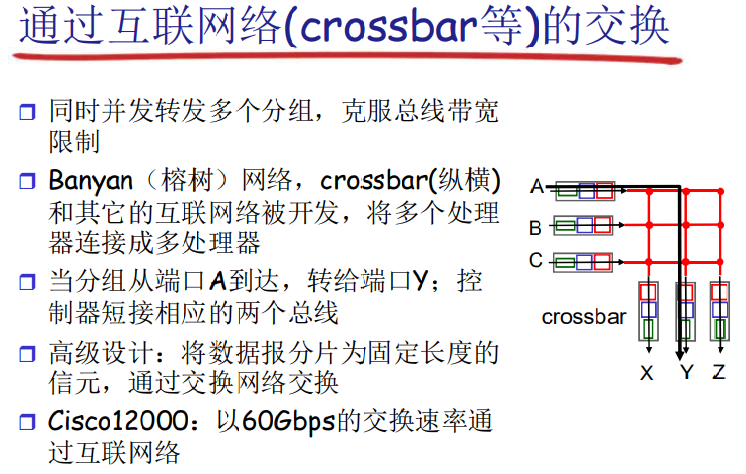 通过互联网络(crossbar等)的交换
同时并发转发多个分组，克服总线带宽
限制
Banyan（榕树）网络，crossbar(纵横)
和其它的互联网络被开发，将多个处理
器连接成多处理器
当分组从端口A到达，转给端口Y；控
制器短接相应的两个总线
高级设计：将数据报分片为固定长度的
信元，通过交换网络交换
Cisco12000：以60Gbps的交换速率通
过互联网络
A
B
C
crossbar
X Y Z